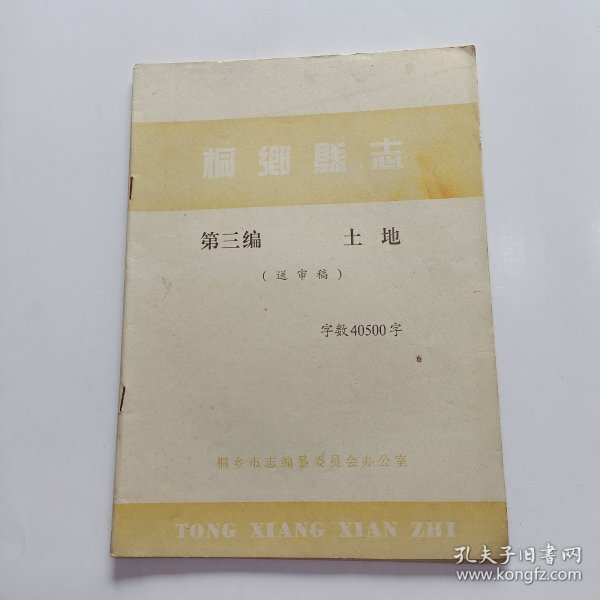 桐鄉縣志
第三编 土地
(送审稿)
字数40500字
桐乡市志编纂委员会办公室
TONG XIANG XIAN ZHI
孔夫子旧书网
www.kongfz.com